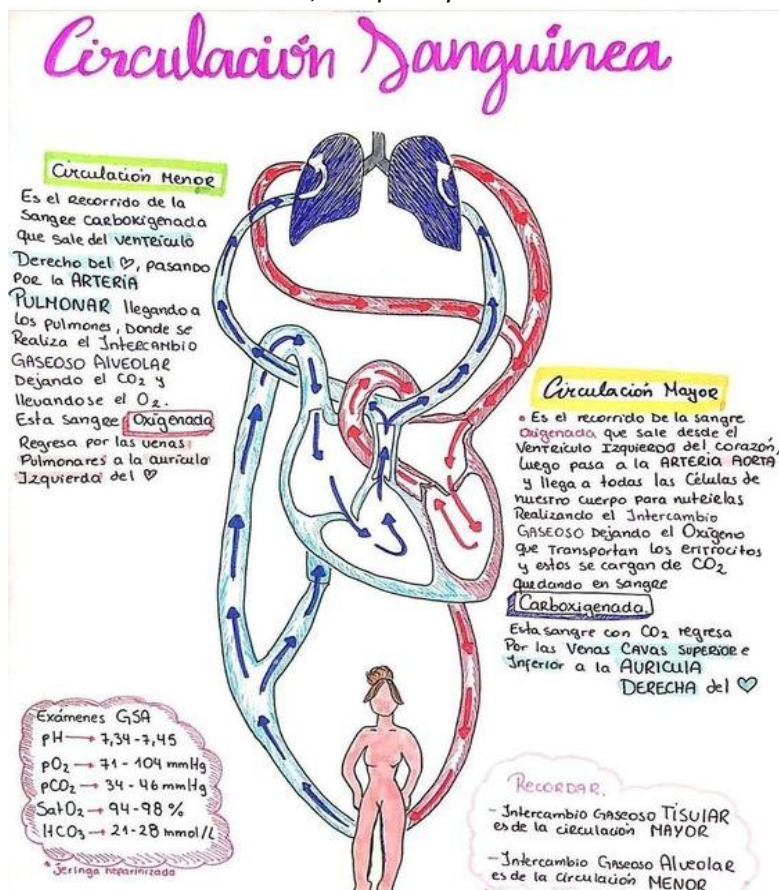 Circulación Sanguínea
Circulación Menor
Es el recorrido de la
Sangre carboxigenada
que sale del ventrículo
Derecho del ♡, pasando
Por la ARTERIA
PULMONAR llegando a
los pulmones, Donde se
Realiza el Intercambio
GASEOSO AlVEOLAR
Dejando el CO₂ y
llevandose el O₂.
Esta sangre Oxigenada
Regresa por las venas
Pulmonares a la aurícula
Izquierda del ♡
Circulación Mayor
• Es el recorrido De la sangre
Oxigenada que sale desde el
Ventrículo IZQUIERDO del corazón,
luego pasa a la ARTERIA AORTA
y llega a todas las Células de
nuestro cuerpo para nutrirlas
Realizando el Intercambio
GASEOSO Dejando el Oxígeno
que Transportan los eritrocitos
y estos se cargan de CO₂
quedando en sangre
Carboxigenada.
Esta sangre con CO₂ regresa
Por las Venas CAVAS SUPERIOR e
Inferior a la AURICULA
DERECHA del ♡
Exámenes GSA
pH → 7,34-7,45
pO₂ → 71-104 mmHg
pCO₂ → 34-46 mmHg
SatO₂ → 94-98 %
HCO₃ → 21-28 mmol/L
* Jeringa heparinizada
RECORDAR.
- Intercambio Gaseoso TiSULAR
es de la circulación MAYOR
- Intercambio Gaseoso Alveolar
es de la circulación MENOR